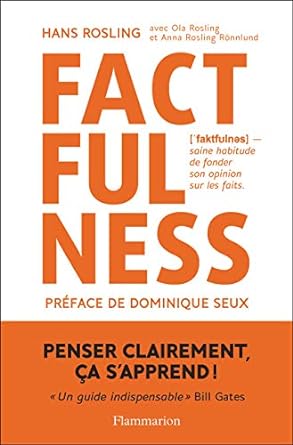 HANS ROSLING
avec Ola Rosling
et Anna Rosling Rönnlund
FACT
FUL
NESS
[ˈfaktfulnəs] —
saine habitude
de fonder
son opinion
sur les faits.
PRÉFACE DE DOMINIQUE SEUX
PENSER CLAIREMENT,
ÇA S'APPREND !
« Un guide indispensable » Bill Gates
Flammarion